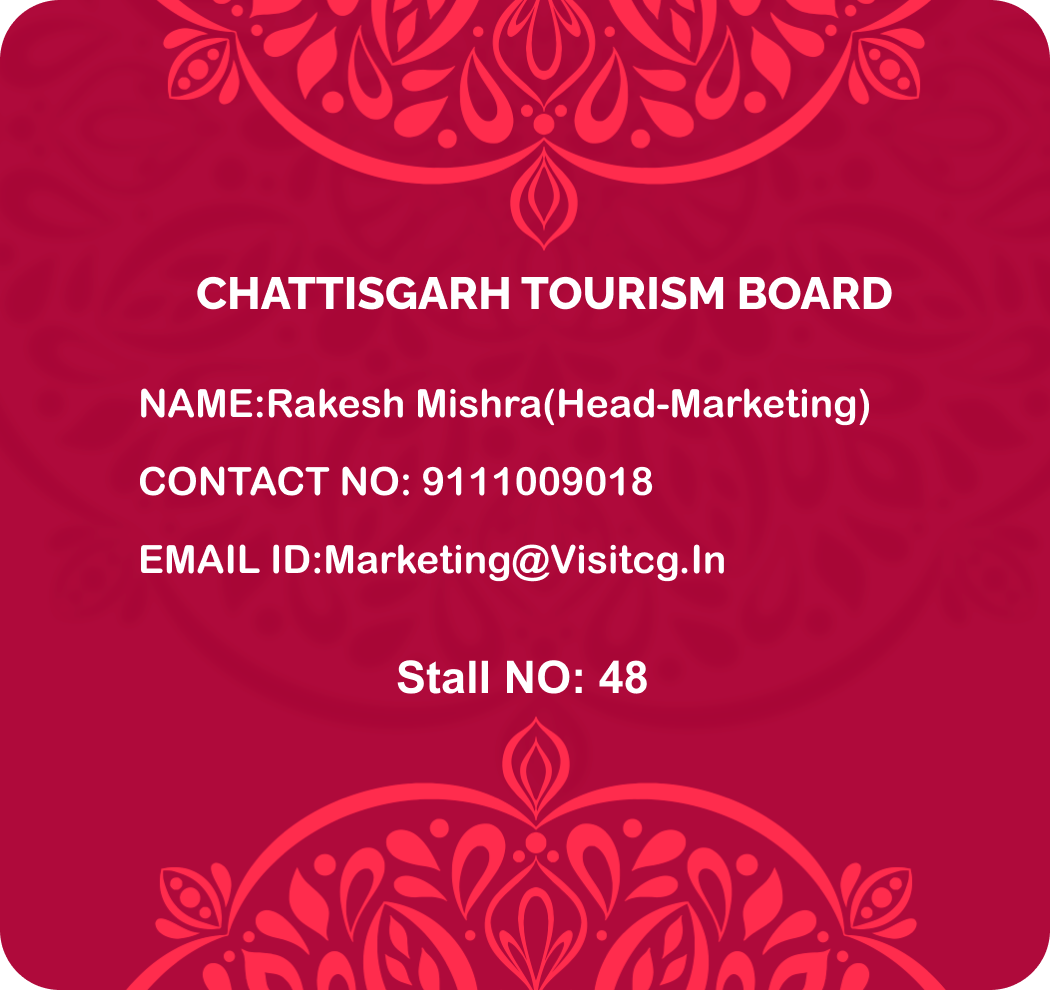 CHATTISGARH TOURISM BOARD
NAME:Rakesh Mishra(Head-Marketing)
CONTACT NO: 9111009018
EMAIL ID:Marketing@Visitcg.In
Stall NO: 48